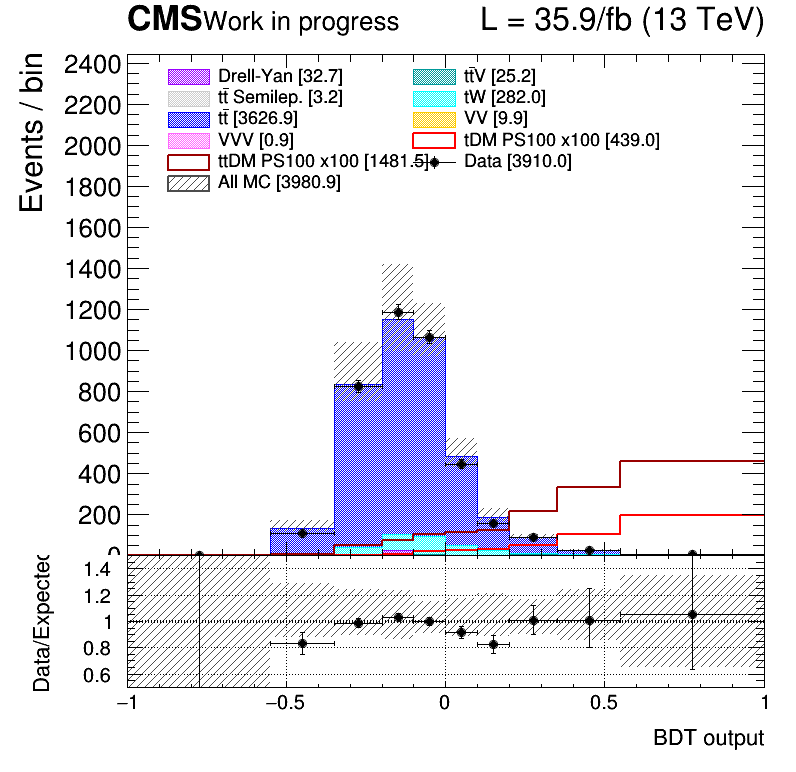 CMS Work in progress L = 35.9/fb (13 TeV)
Events / bin
2400
2200
2000
1800
1600
1400
1200
1000
800
600
400
200
0
Drell-Yan [32.7] tt̄V [25.2]
tt̄ Semilep. [3.2] tW [282.0]
tt̄ [3626.9] VV [9.9]
VVV [0.9] tDM PS100 x100 [439.0]
ttDM PS100 x100 [1481.5] Data [3910.0]
All MC [3980.9]
Data/Expected
1.4
1.2
1
0.8
0.6
−1 −0.5 0 0.5 1
BDT output